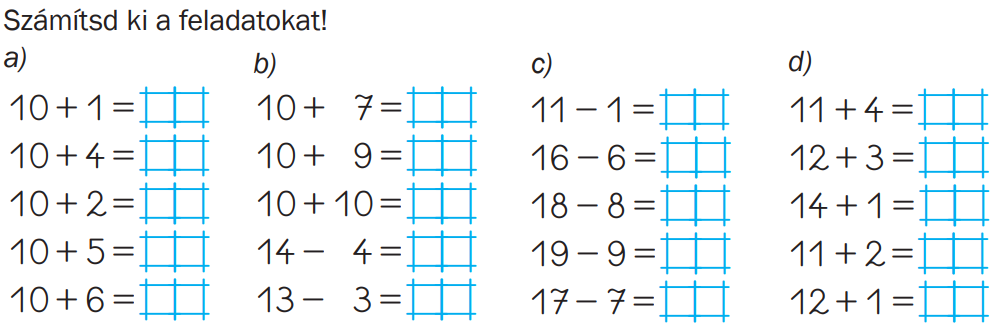 Számítsd ki a feladatokat!
a) b) c) d)
10 + 1 = 10 + 7 = 11 – 1 = 11 + 4 =
10 + 4 = 10 + 9 = 16 – 6 = 12 + 3 =
10 + 2 = 10 + 10 = 18 – 8 = 14 + 1 =
10 + 5 = 14 – 4 = 19 – 9 = 11 + 2 =
10 + 6 = 13 – 3 = 17 – 7 = 12 + 1 =